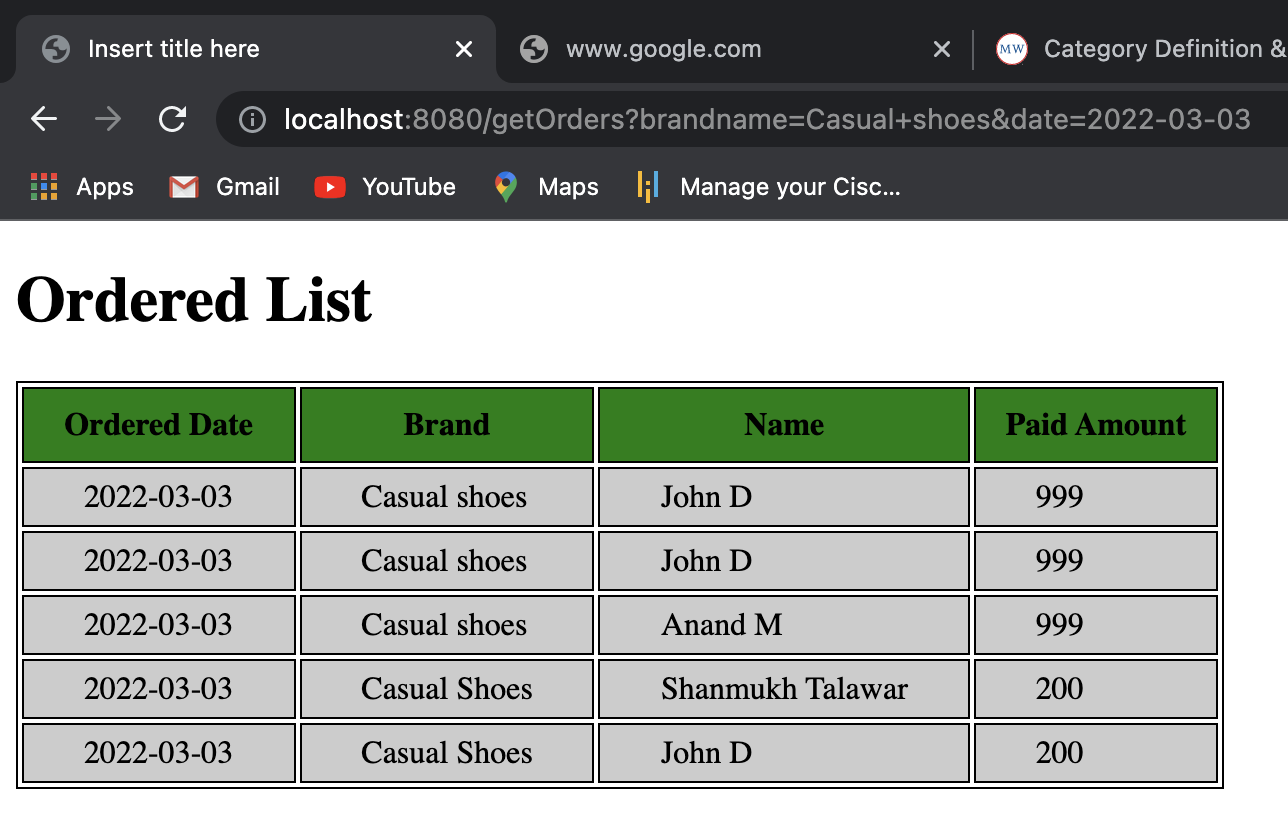 Insert title here www.google.com MW Category Definition &
localhost:8080/getOrders?brandname=Casual+shoes&date=2022-03-03
Apps Gmail YouTube Maps Manage your Cisc...
Ordered List
Ordered Date Brand Name Paid Amount
2022-03-03 Casual shoes John D 999
2022-03-03 Casual shoes John D 999
2022-03-03 Casual shoes Anand M 999
2022-03-03 Casual Shoes Shanmukh Talawar 200
2022-03-03 Casual Shoes John D 200